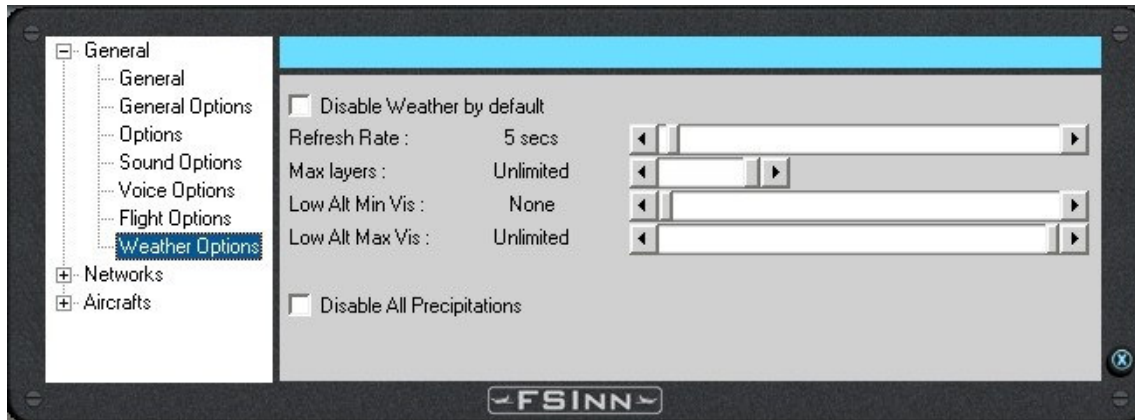 General
General
General Options
Options
Sound Options
Voice Options
Flight Options
Weather Options
Networks
Aircrafts
Disable Weather by default
Refresh Rate : 5 secs
Max layers : Unlimited
Low Alt Min Vis : None
Low Alt Max Vis : Unlimited
Disable All Precipitations
X
FSINN